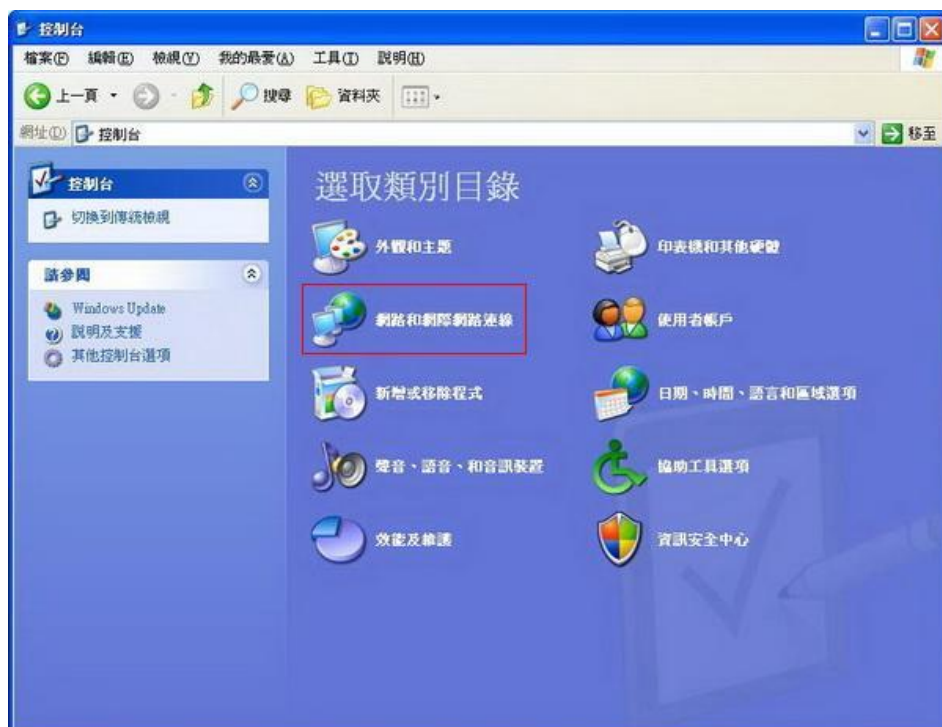 控制台
檔案(F) 編輯(E) 檢視(V) 我的最愛(A) 工具(T) 說明(H)
上一頁 搜尋 資料夾
網址(D) 控制台 移至
控制台
切換到傳統檢視
請參閱
Windows Update
說明及支援
其他控制台選項
選取類別目錄
外觀和主題
印表機和其他硬體
網路和網際網路連線
使用者帳戶
新增或移除程式
日期、時間、語言和區域選項
聲音、語音、和音訊裝置
協助工具選項
效能及維護
資訊安全中心